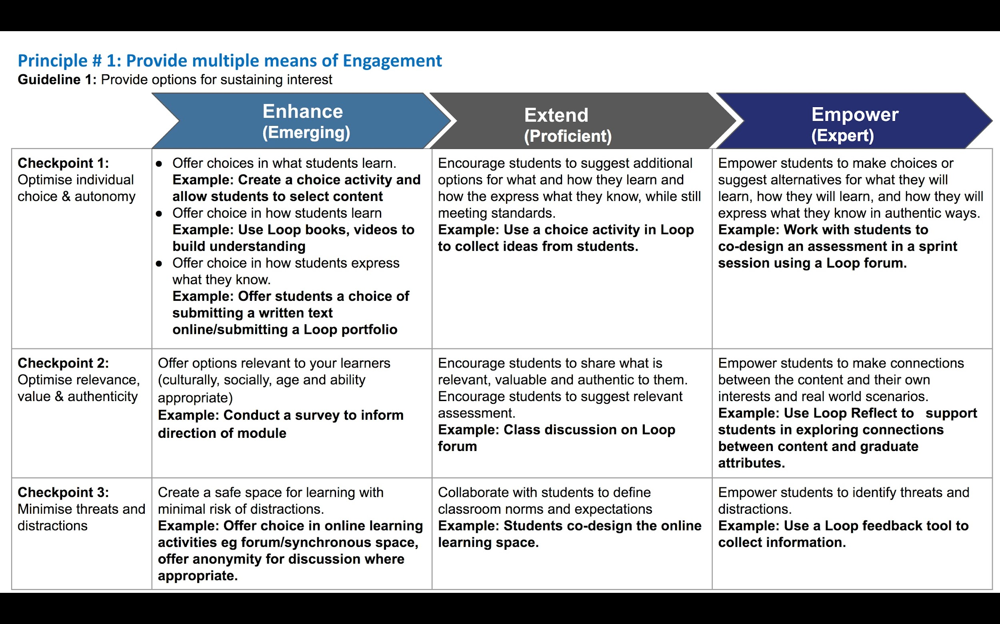 Principle # 1: Provide multiple means of Engagement
Guideline 1: Provide options for sustaining interest
Enhance
(Emerging)
Extend
(Proficient)
Empower
(Expert)
Checkpoint 1:
Optimise individual
choice & autonomy
● Offer choices in what students learn.
Example: Create a choice activity and
allow students to select content
● Offer choice in how students learn
Example: Use Loop books, videos to
build understanding
● Offer choice in how students express
what they know.
Example: Offer students a choice of
submitting a written text
online/submitting a Loop portfolio
Encourage students to suggest additional
options for what and how they learn and
how the express what they know, while still
meeting standards.
Example: Use a choice activity in Loop
to collect ideas from students.
Empower students to make choices or
suggest alternatives for what they will
learn, how they will learn, and how they will
express what they know in authentic ways.
Example: Work with students to
co-design an assessment in a sprint
session using a Loop forum.
Checkpoint 2:
Optimise relevance,
value & authenticity
Offer options relevant to your learners
(culturally, socially, age and ability
appropriate)
Example: Conduct a survey to inform
direction of module
Encourage students to share what is
relevant, valuable and authentic to them.
Encourage students to suggest relevant
assessment.
Example: Class discussion on Loop
forum
Empower students to make connections
between the content and their own
interests and real world scenarios.
Example: Use Loop Reflect to   support
students in exploring connections
between content and graduate
attributes.
Checkpoint 3:
Minimise threats and
distractions
Create a safe space for learning with
minimal risk of distractions.
Example: Offer choice in online learning
activities eg forum/synchronous space,
offer anonymity for discussion where
appropriate.
Collaborate with students to define
classroom norms and expectations
Example: Students co-design the online
learning space.
Empower students to identify threats and
distractions.
Example: Use a Loop feedback tool to
collect information.